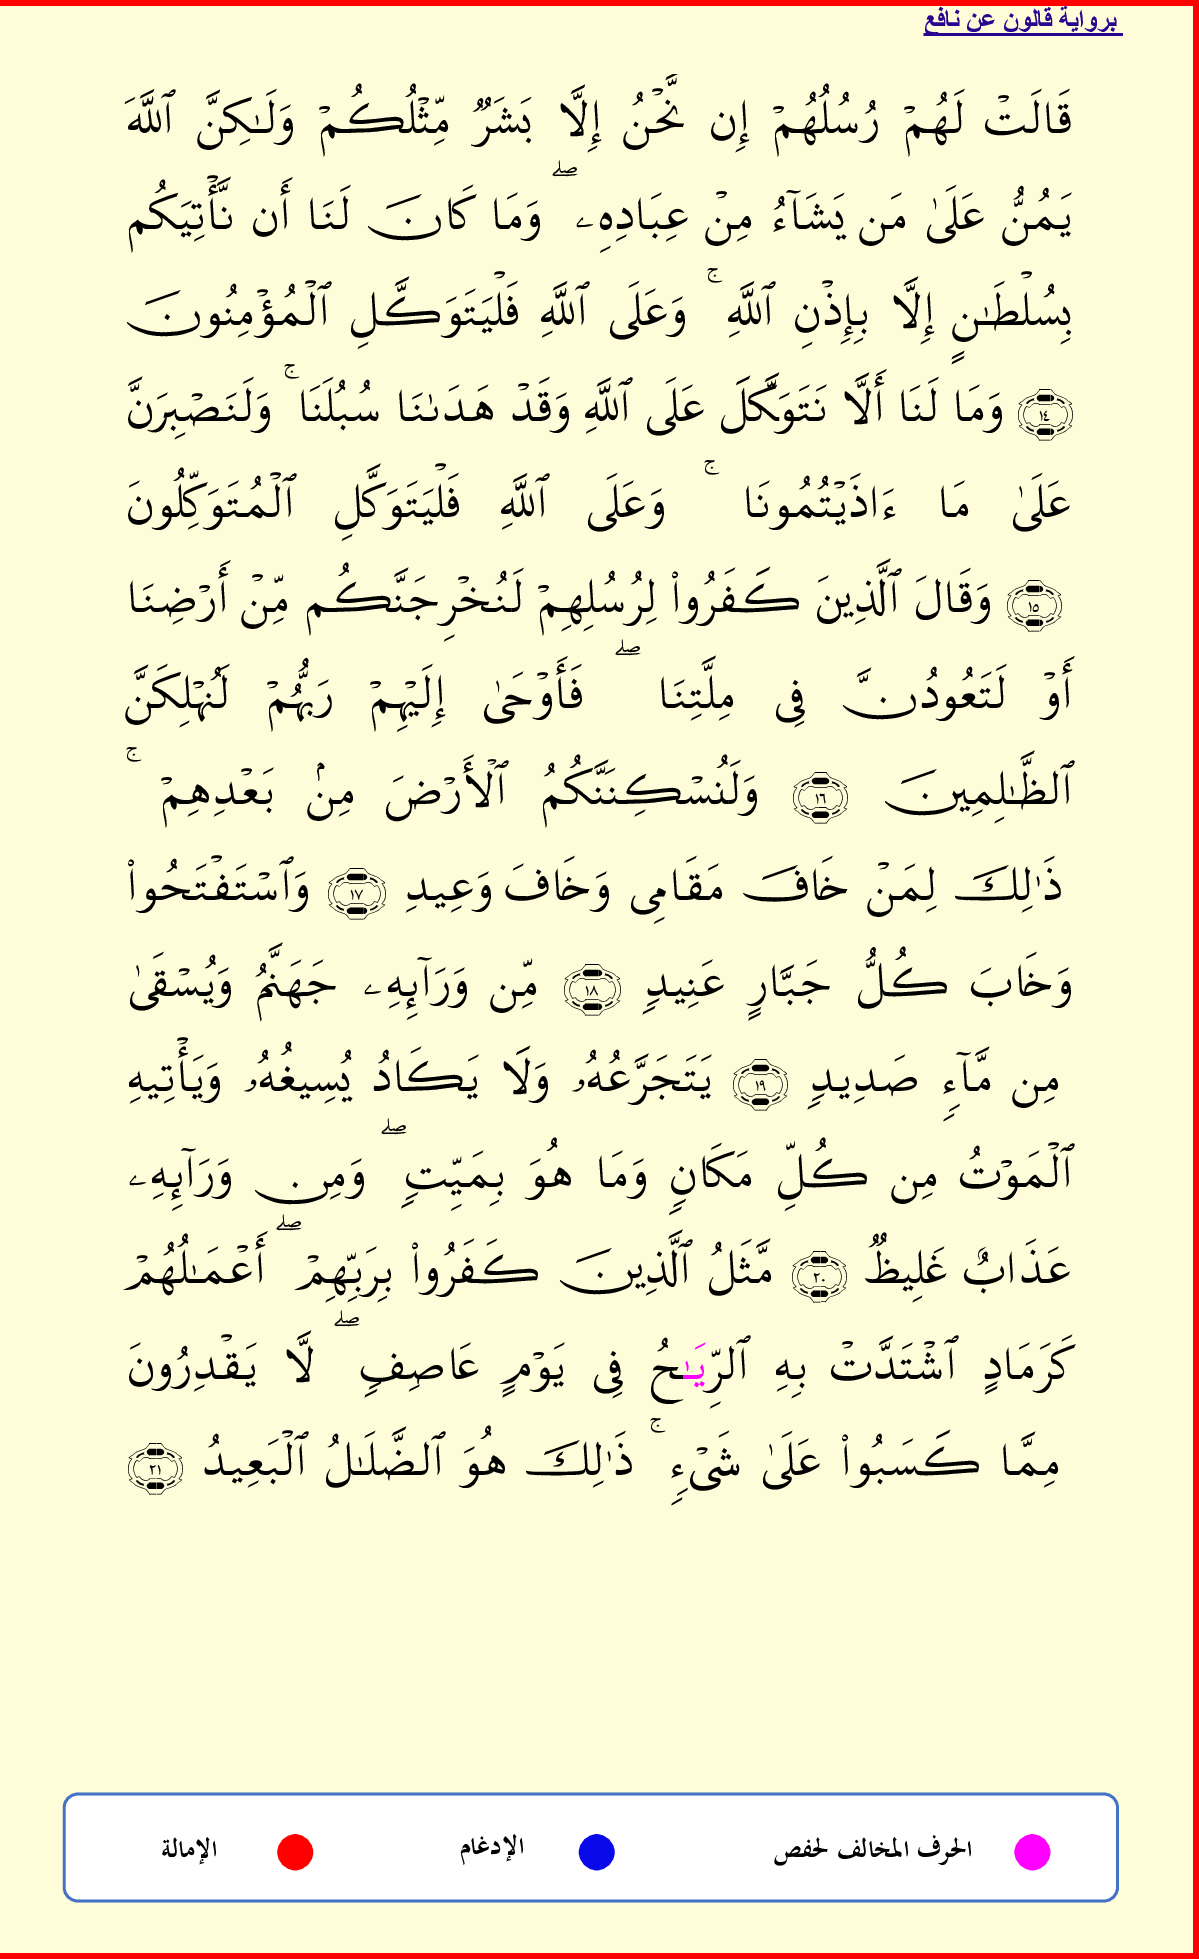 برواية قالون عن نافع
قَالَتۡ لَهُمۡ رُسُلُهُمۡ إِن نَّحۡنُ إِلَّا بَشَرٞ مِّثۡلُكُمۡ وَلَٰكِنَّ ٱللَّهَ
يَمُنُّ عَلَىٰ مَن يَشَآءُ مِنۡ عِبَادِهِۦۖ وَمَا كَانَ لَنَا أَن نَّأۡتِيَكُم
بِسُلۡطَٰنٍ إِلَّا بِإِذۡنِ ٱللَّهِۚ وَعَلَى ٱللَّهِ فَلۡيَتَوَكَّلِ ٱلۡمُؤۡمِنُونَ
١٤ وَمَا لَنَا أَلَّا نَتَوَكَّلَ عَلَى ٱللَّهِ وَقَدۡ هَدَىٰنَا سُبُلَنَاۚ وَلَنَصۡبِرَنَّ
عَلَىٰ مَا ءَاذَيۡتُمُونَاۚ وَعَلَى ٱللَّهِ فَلۡيَتَوَكَّلِ ٱلۡمُتَوَكِّلُونَ
١٥ وَقَالَ ٱلَّذِينَ كَفَرُواْ لِرُسُلِهِمۡ لَنُخۡرِجَنَّكُم مِّنۡ أَرۡضِنَا
أَوۡ لَتَعُودُنَّ فِي مِلَّتِنَاۖ فَأَوۡحَىٰ إِلَيۡهِمۡ رَبُّهُمۡ لَنُهۡلِكَنَّ
ٱلظَّٰلِمِينَ ١٦ وَلَنُسۡكِنَنَّكُمُ ٱلۡأَرۡضَ مِنۢ بَعۡدِهِمۡۚ
ذَٰلِكَ لِمَنۡ خَافَ مَقَامِي وَخَافَ وَعِيدِ ١٧ وَٱسۡتَفۡتَحُواْ
وَخَابَ كُلُّ جَبَّارٍ عَنِيدٖ ١٨ مِّن وَرَآئِهِۦ جَهَنَّمُ وَيُسۡقَىٰ
مِن مَّآءٖ صَدِيدٖ ١٩ يَتَجَرَّعُهُۥ وَلَا يَكَادُ يُسِيغُهُۥ وَيَأۡتِيهِ
ٱلۡمَوۡتُ مِن كُلِّ مَكَانٖ وَمَا هُوَ بِمَيِّتٖۖ وَمِن وَرَآئِهِۦ
عَذَابٌ غَلِيظٞ ٢٠ مَّثَلُ ٱلَّذِينَ كَفَرُواْ بِرَبِّهِمۡۖ أَعۡمَٰلُهُمۡ
كَرَمَادٍ ٱشۡتَدَّتۡ بِهِ ٱلرِّيَٰحُ فِي يَوۡمٍ عَاصِفٖۖ لَّا يَقۡدِرُونَ
مِمَّا كَسَبُواْ عَلَىٰ شَيۡءٖۚ ذَٰلِكَ هُوَ ٱلضَّلَٰلُ ٱلۡبَعِيدُ ٢١
الحرف المخالف لحفص الإدغام الإمالة